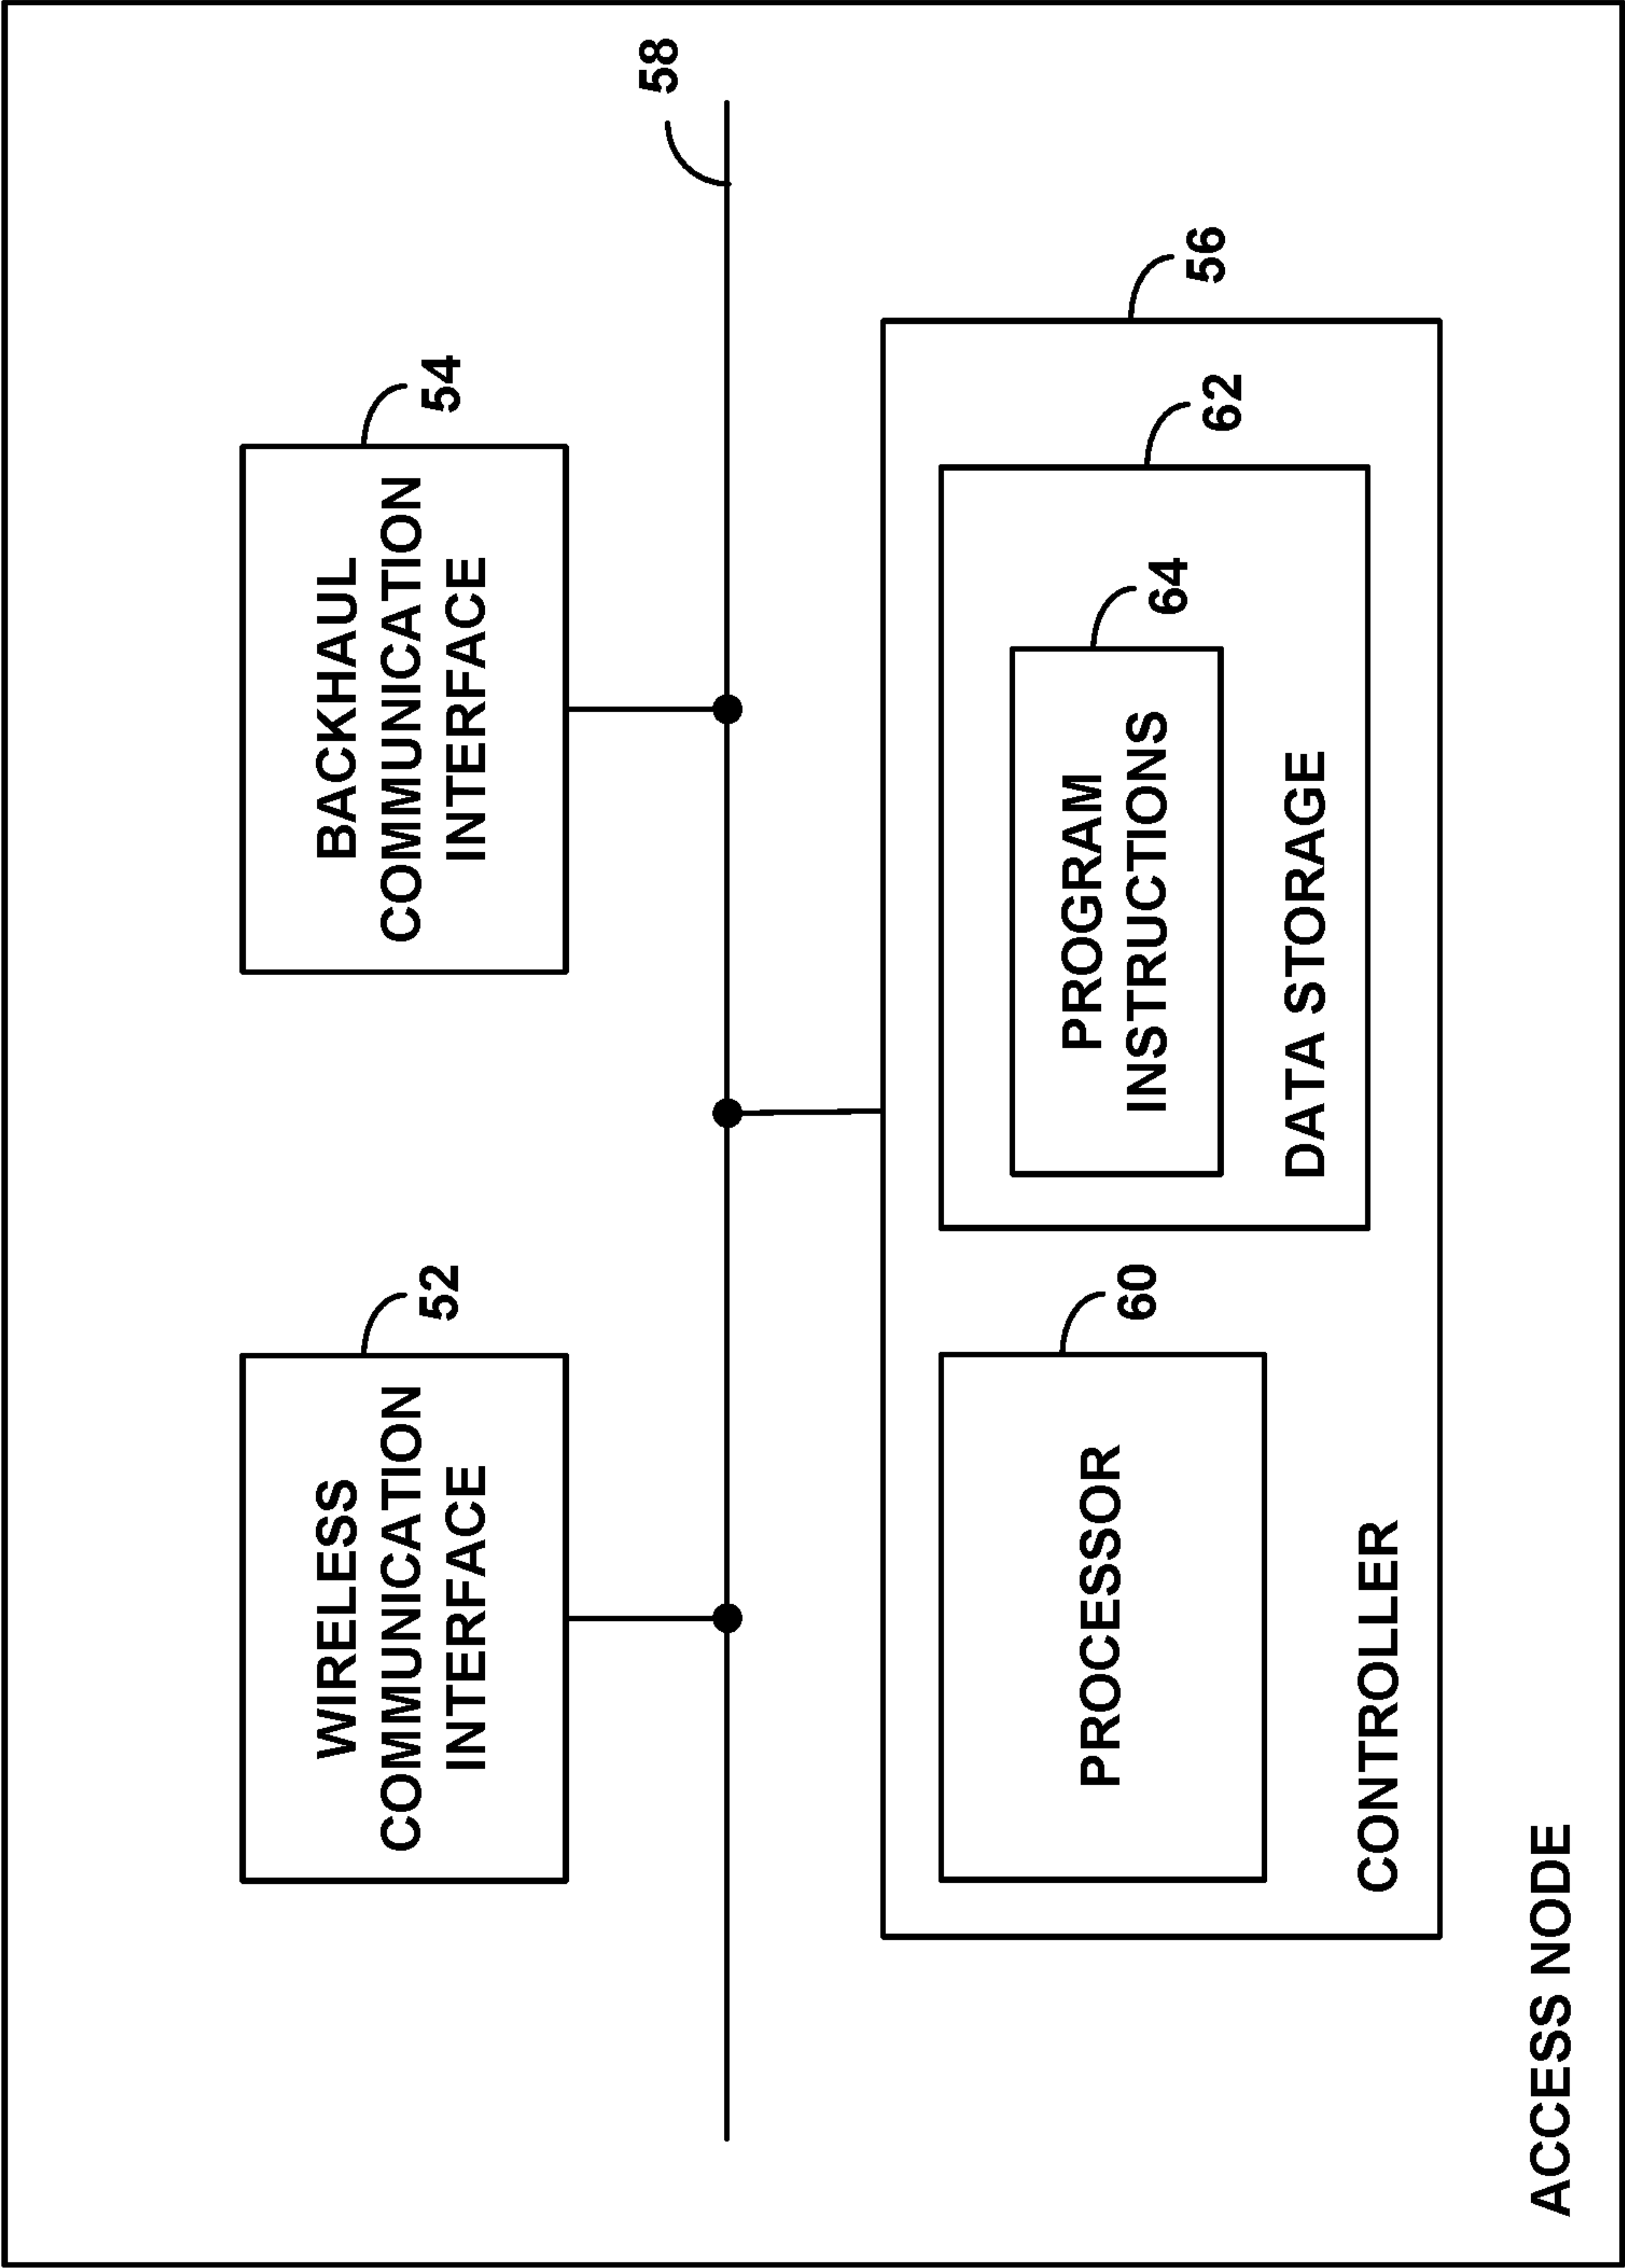 WIRELESS
COMMUNICATION
INTERFACE
52
BACKHAUL
COMMUNICATION
INTERFACE
54
58
PROCESSOR
60
PROGRAM
INSTRUCTIONS
64
DATA STORAGE
62
CONTROLLER
56
ACCESS NODE